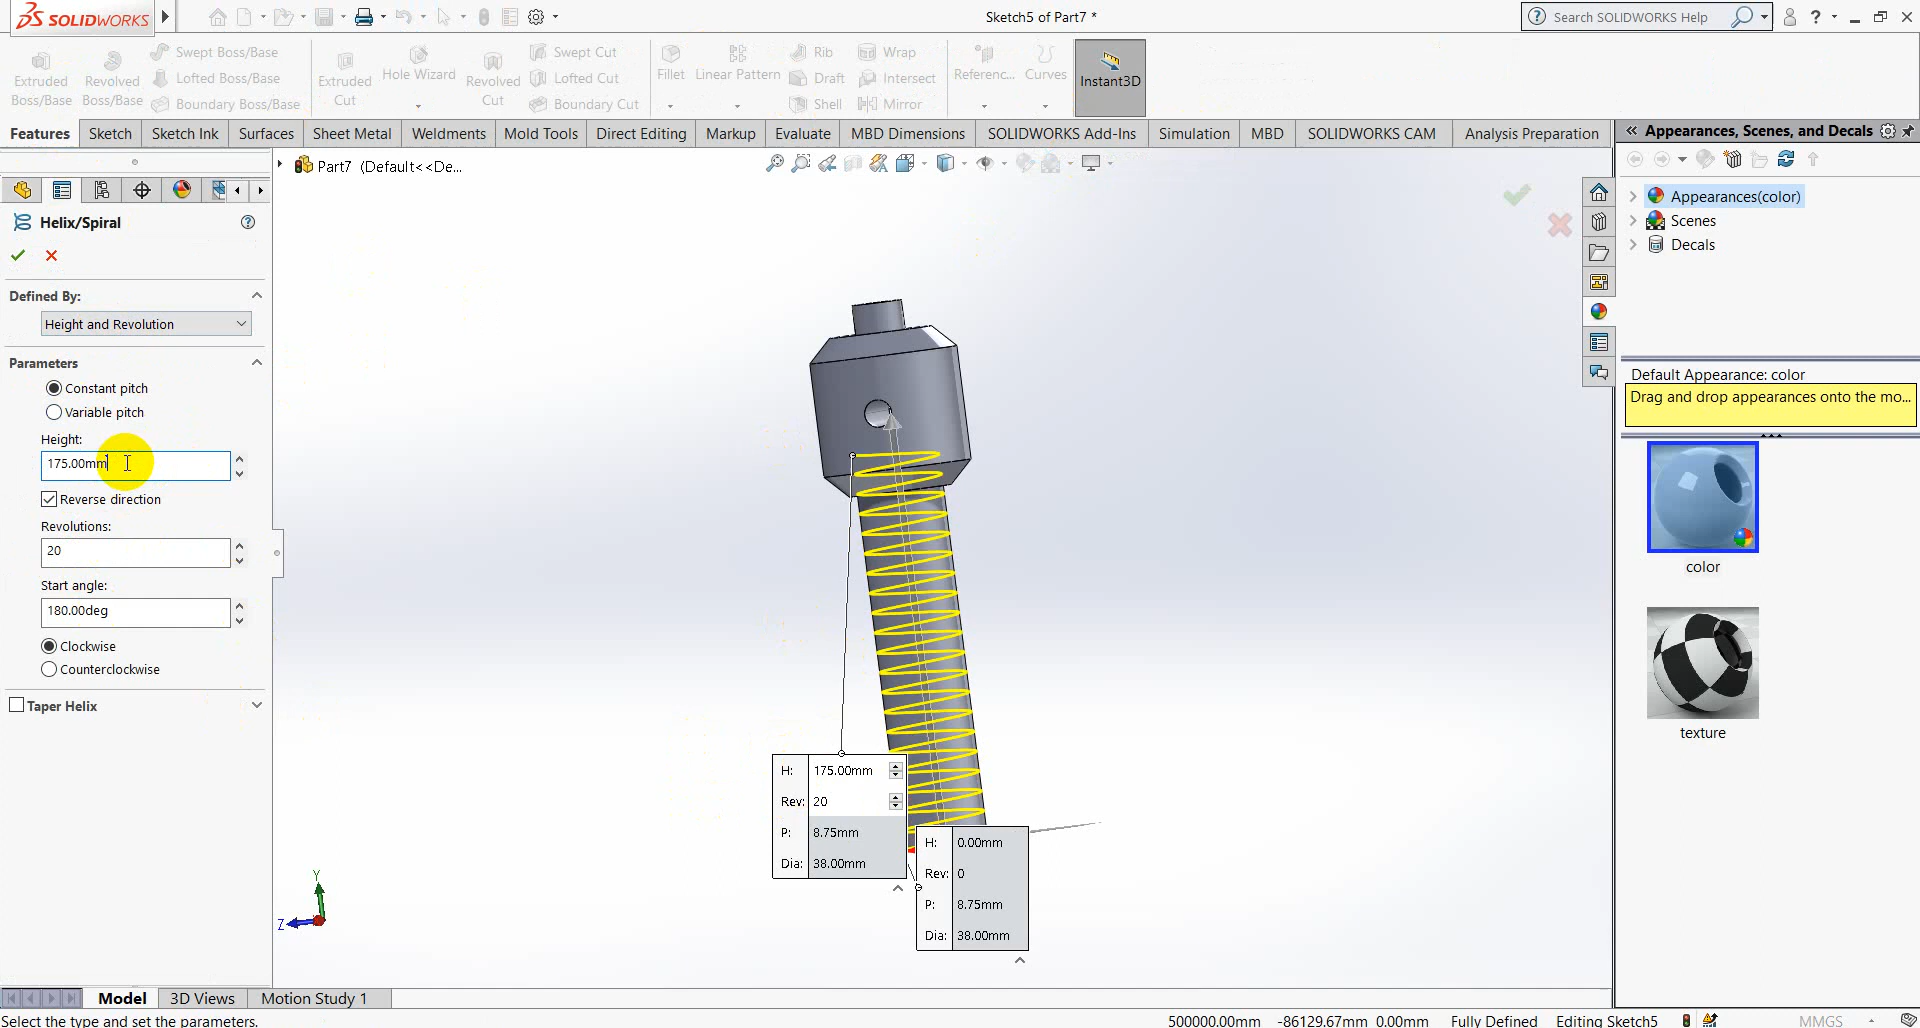 SOLIDWORKS
Sketch5 of Part7 *
Search SOLIDWORKS Help
Extruded Boss/Base
Revolved Boss/Base
Swept Boss/Base
Lofted Boss/Base
Boundary Boss/Base
Extruded Cut
Hole Wizard
Revolved Cut
Swept Cut
Lofted Cut
Boundary Cut
Fillet
Linear Pattern
Rib
Draft
Shell
Wrap
Intersect
Mirror
Referenc...
Curves
Instant3D
Features
Sketch
Sketch Ink
Surfaces
Sheet Metal
Weldments
Mold Tools
Direct Editing
Markup
Evaluate
MBD Dimensions
SOLIDWORKS Add-Ins
Simulation
MBD
SOLIDWORKS CAM
Analysis Preparation
Part7 (Default<<De...
Helix/Spiral
Defined By:
Height and Revolution
Parameters
Constant pitch
Variable pitch
Height:
175.00mm
Reverse direction
Revolutions:
20
Start angle:
180.00deg
Clockwise
Counterclockwise
Taper Helix
H: 175.00mm
Rev: 20
P: 8.75mm
Dia: 38.00mm
H: 0.00mm
Rev: 0
P: 8.75mm
Dia: 38.00mm
Y
Z
Appearances, Scenes, and Decals
Appearances(color)
Scenes
Decals
Default Appearance: color
Drag and drop appearances onto the mo...
color
texture
Model
3D Views
Motion Study 1
Select the type and set the parameters.
500000.00mm -86129.67mm 0.00mm Fully Defined Editing Sketch5
MMGS